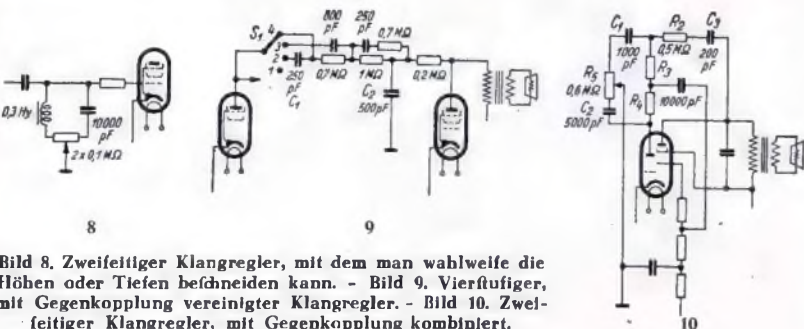 0,3 Hy
10000 pF
2 x 0,1 MΩ
8
S₁
4
3
2
1
800 pF
250 pF
0,7 MΩ
250 pF
C₁
0,7 MΩ
1 MΩ
C₂
500 pF
0,2 MΩ
9
C₁
1000 pF
R₂
0,5 MΩ
C₃
200 pF
R₅
0,6 MΩ
R₃
R₄
10000 pF
C₂
5000 pF
10
Bild 8. Zweiſeitiger Klangregler, mit dem man wahlweiſe die
Höhen oder Tiefen beſchneiden kann. - Bild 9. Vierſtufiger,
mit Gegenkopplung vereinigter Klangregler. - Bild 10. Zwei-
ſeitiger Klangregler, mit Gegenkopplung kombiniert.